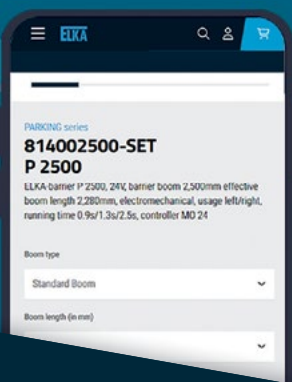 ELKA
PARKING series
814002500-SET
P 2500
ELKA-barrier P 2500, 24V, barrier boom 2,500mm effective
boom length 2,280mm, electromechanical, usage left/right,
running time 0.9s/1.3s/2.5s, controller MO 24
Boom type
Standard Boom
Boom length (in mm)